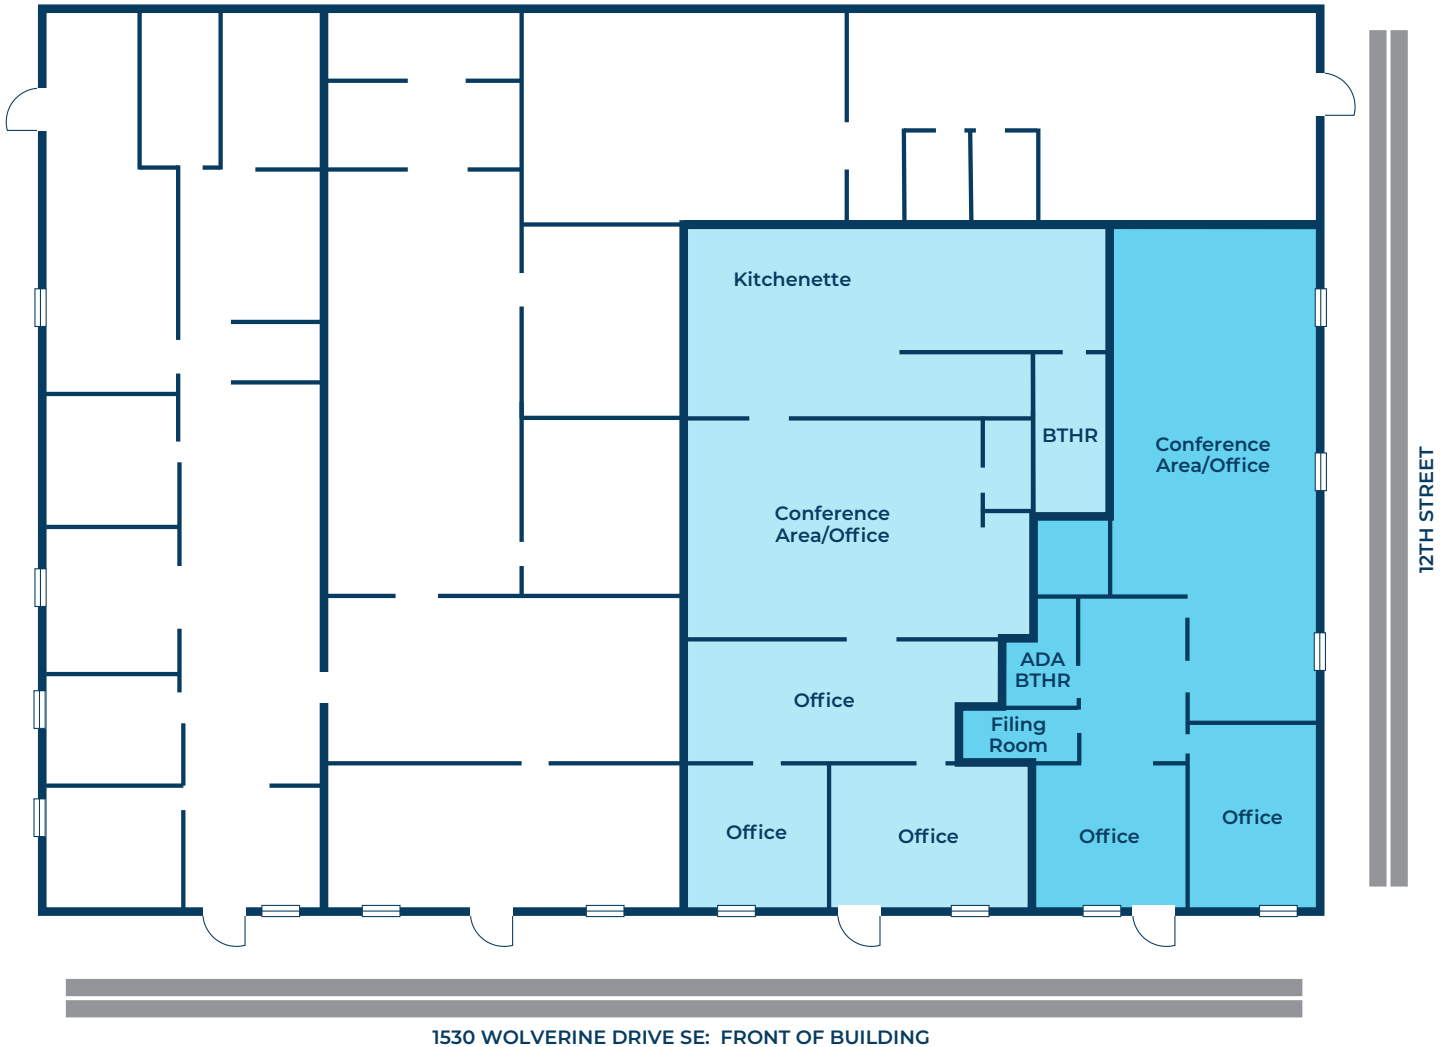 Kitchenette
BTHR
Conference
Area/Office
12TH STREET
Conference
Area/Office
ADA
BTHR
Office
Filing
Room
Office
Office
Office
Office
1530 WOLVERINE DRIVE SE: FRONT OF BUILDING